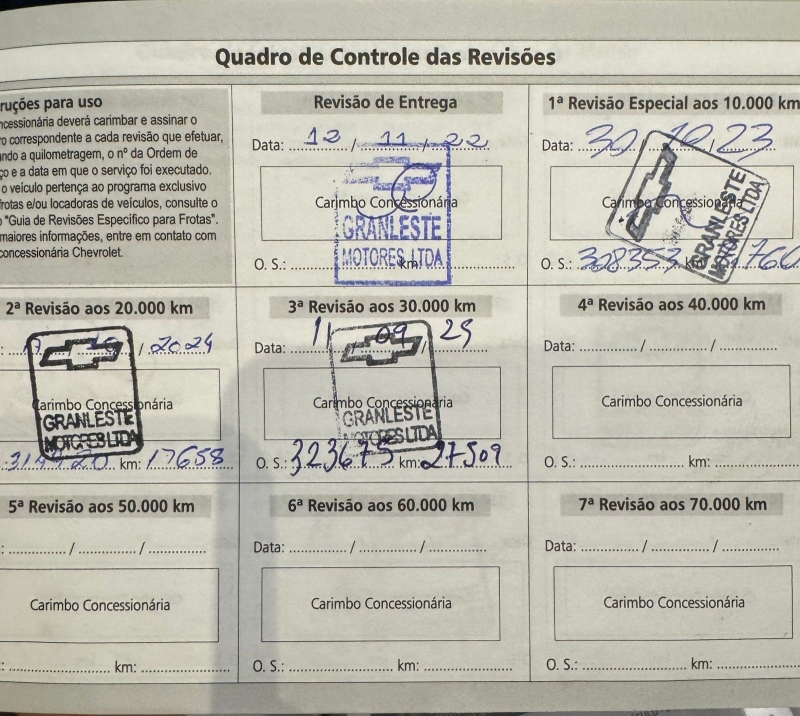 Quadro de Controle das Revisões
ruções para uso
ncessionária deverá carimbar e assinar o
o correspondente a cada revisão que efetuar,
ndo a quilometragem, o nº da Ordem de
ço e a data em que o serviço foi executado.
o veículo pertença ao programa exclusivo
frotas e/ou locadoras de veículos, consulte o
"Guia de Revisões Específico para Frotas".
maiores informações, entre em contato com
concessionária Chevrolet.
Revisão de Entrega
Data: 12 / 11 / 22
Carimbo Concessionária
GRANLESTE
MOTORES LTDA
O. S.: km:
1ª Revisão Especial aos 10.000 km
Data: 30 / 10 / 23
Carimbo Concessionária
GRANLESTE
MOTORES LTDA
O. S.: 308353
2ª Revisão aos 20.000 km
: / / 2024
Carimbo Concessionária
GRANLESTE
MOTORES LTDA
km: 17658
3ª Revisão aos 30.000 km
Data: 11 / 09 / 25
Carimbo Concessionária
GRANLESTE
MOTORES LTDA
O. S.: 323675 km: 27509
4ª Revisão aos 40.000 km
Data: / /
Carimbo Concessionária
O. S.: km:
5ª Revisão aos 50.000 km
: / /
Carimbo Concessionária
: km:
6ª Revisão aos 60.000 km
Data: / /
Carimbo Concessionária
O. S.: km:
7ª Revisão aos 70.000 km
Data: / /
Carimbo Concessionária
O. S.: km: